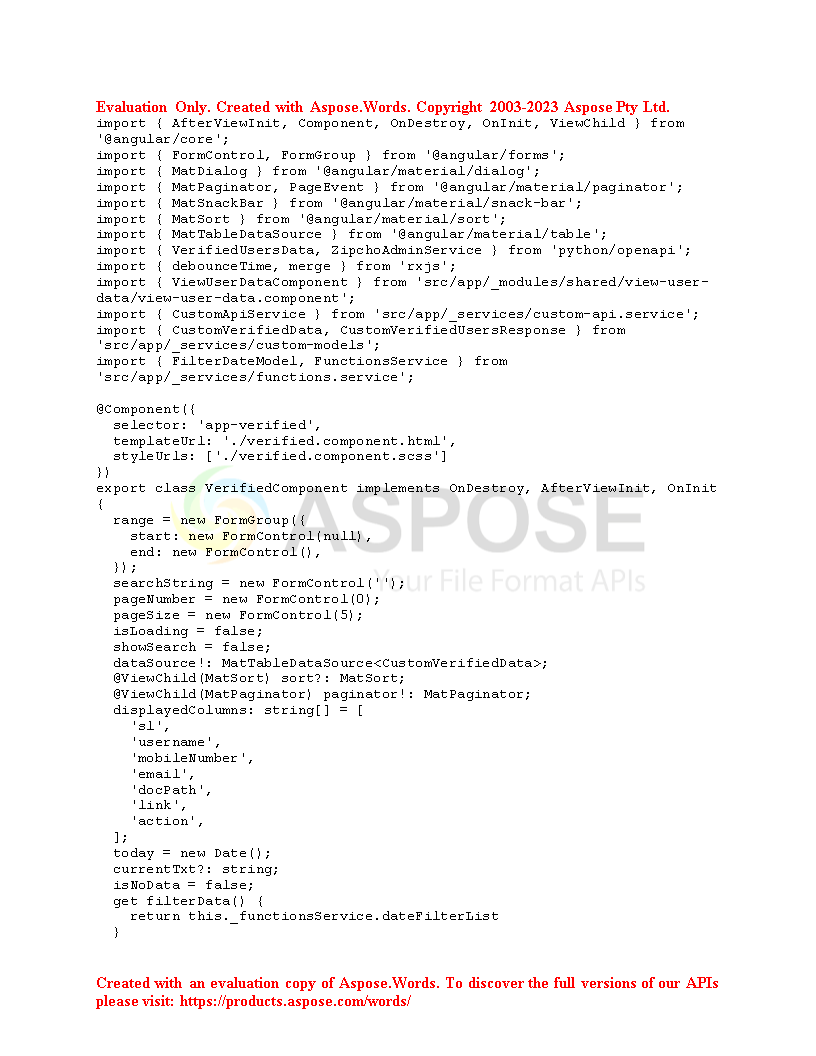 Evaluation Only. Created with Aspose.Words. Copyright 2003-2023 Aspose Pty Ltd.
import { AfterViewInit, Component, OnDestroy, OnInit, ViewChild } from
'@angular/core';
import { FormControl, FormGroup } from '@angular/forms';
import { MatDialog } from '@angular/material/dialog';
import { MatPaginator, PageEvent } from '@angular/material/paginator';
import { MatSnackBar } from '@angular/material/snack-bar';
import { MatSort } from '@angular/material/sort';
import { MatTableDataSource } from '@angular/material/table';
import { VerifiedUsersData, ZipchoAdminService } from 'python/openapi';
import { debounceTime, merge } from 'rxjs';
import { ViewUserDataComponent } from 'src/app/_modules/shared/view-user-
data/view-user-data.component';
import { CustomApiService } from 'src/app/_services/custom-api.service';
import { CustomVerifiedData, CustomVerifiedUsersResponse } from
'src/app/_services/custom-models';
import { FilterDateModel, FunctionsService } from
'src/app/_services/functions.service';

@Component({
  selector: 'app-verified',
  templateUrl: './verified.component.html',
  styleUrls: ['./verified.component.scss']
})
export class VerifiedComponent implements OnDestroy, AfterViewInit, OnInit
{
  range = new FormGroup({
    start: new FormControl(null),
    end: new FormControl(),
  });
  searchString = new FormControl('');
  pageNumber = new FormControl(0);
  pageSize = new FormControl(5);
  isLoading = false;
  showSearch = false;
  dataSource!: MatTableDataSource<CustomVerifiedData>;
  @ViewChild(MatSort) sort?: MatSort;
  @ViewChild(MatPaginator) paginator!: MatPaginator;
  displayedColumns: string[] = [
    'sl',
    'username',
    'mobileNumber',
    'email',
    'docPath',
    'link',
    'action',
  ];
  today = new Date();
  currentTxt?: string;
  isNoData = false;
  get filterData() {
    return this._functionsService.dateFilterList
  }
ASPOSE
Your File Format APIs
Created with an evaluation copy of Aspose.Words. To discover the full versions of our APIs
please visit: https://products.aspose.com/words/